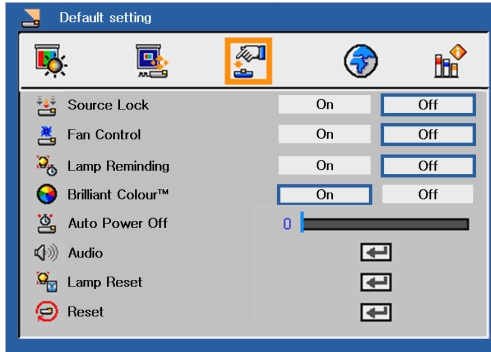 Default setting
Source Lock On Off
Fan Control On Off
Lamp Reminding On Off
Brilliant Colour™ On Off
Auto Power Off 0
Audio
Lamp Reset
Reset